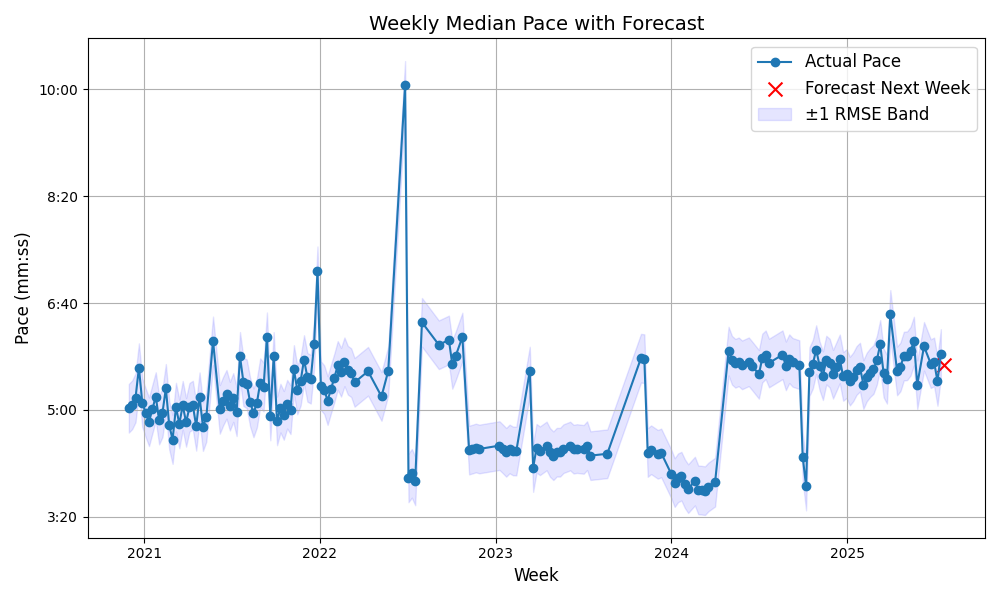 Weekly Median Pace with Forecast
Actual Pace
Forecast Next Week
±1 RMSE Band
Pace (mm:ss)
10:00
8:20
6:40
5:00
3:20
2021 2022 2023 2024 2025
Week